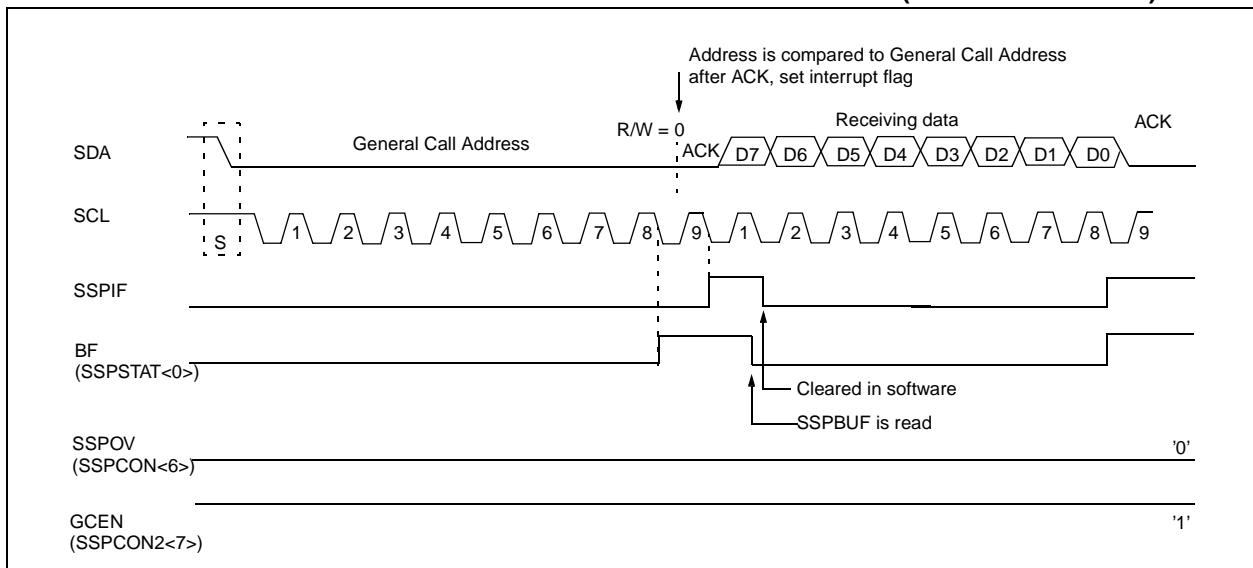 Address is compared to General Call Address
after ACK, set interrupt flag
R/W = 0
Receiving data
ACK
SDA
General Call Address
ACK
D7 D6 D5 D4 D3 D2 D1 D0
SCL
S
1 2 3 4 5 6 7 8 9 1 2 3 4 5 6 7 8 9
SSPIF
BF
(SSPSTAT<0>)
Cleared in software
SSPBUF is read
SSPOV
(SSPCON<6>)
'0'
GCEN
(SSPCON2<7>)
'1'